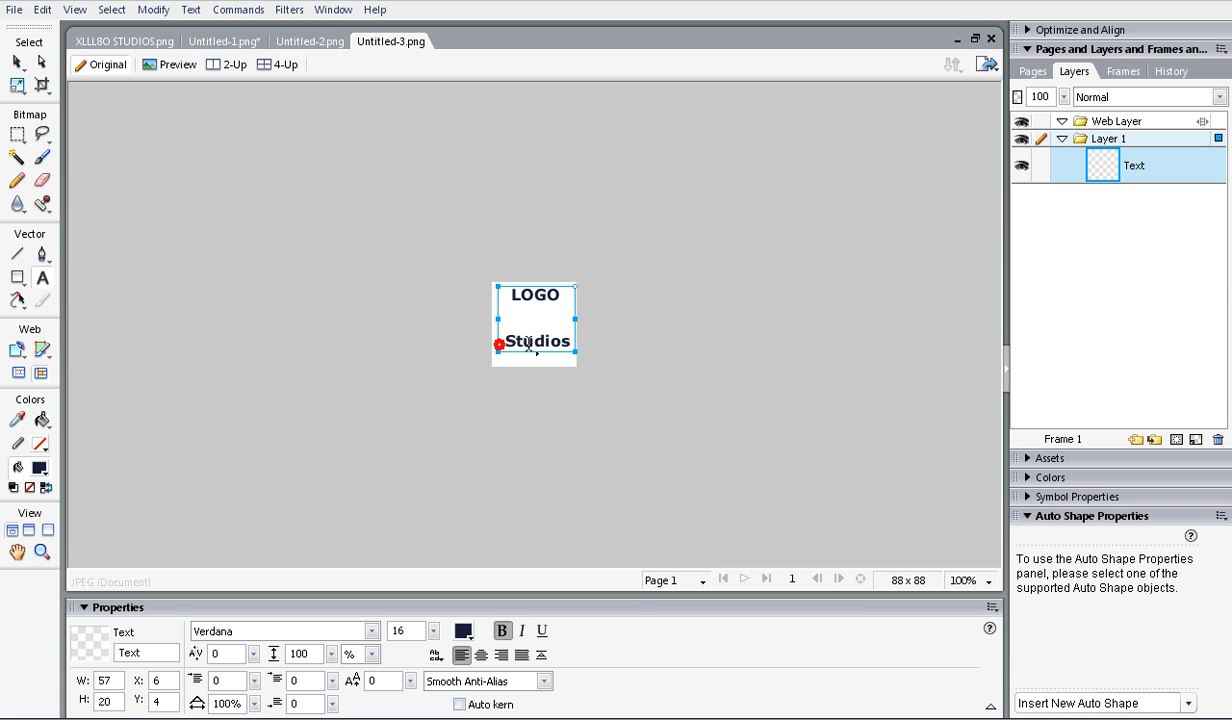 File Edit View Select Modify Text Commands Filters Window Help
Select
Bitmap
Vector
A
Web
Colors
View
XLLL8O STUDIOS.png Untitled-1.png* Untitled-2.png Untitled-3.png
Original Preview 2-Up 4-Up
LOGO
Studios
JPEG (Document)
Page 1 1 88 x 88 100%
Properties
Text
Text
Verdana 16 B I U
0 100 %
W: 57 X: 6 0 0 0 Smooth Anti-Alias
H: 20 Y: 4 100% 0 Auto kern
Optimize and Align
Pages and Layers and Frames an...
Pages Layers Frames History
100 Normal
Web Layer
Layer 1
Text
Frame 1
Assets
Colors
Symbol Properties
Auto Shape Properties
To use the Auto Shape Properties
panel, please select one of the
supported Auto Shape objects.
Insert New Auto Shape